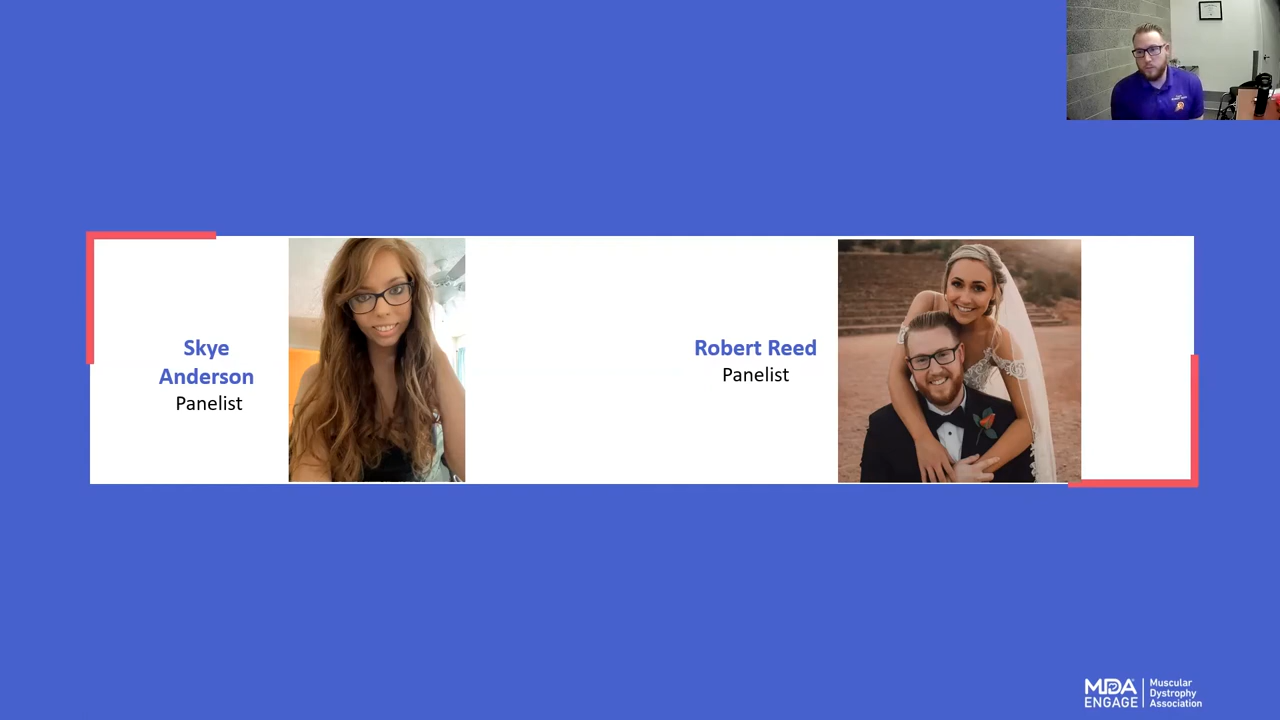 Skye
Anderson
Panelist
Robert Reed
Panelist
MDA
ENGAGE
Muscular
Dystrophy
Association